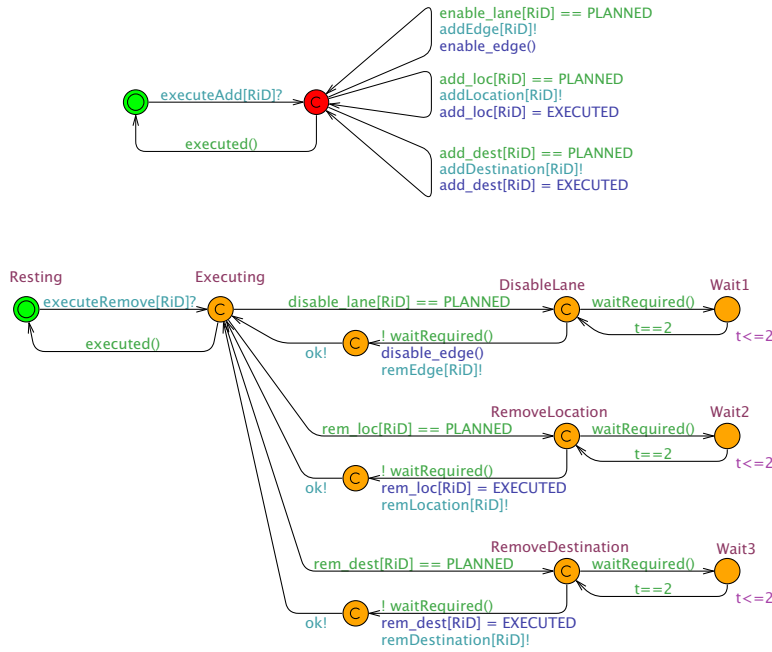 enable_lane[RiD] == PLANNED
addEdge[RiD]!
enable_edge()
executeAdd[RiD]?
C
add_loc[RiD] == PLANNED
addLocation[RiD]!
add_loc[RiD] = EXECUTED
executed()
add_dest[RiD] == PLANNED
addDestination[RiD]!
add_dest[RiD] = EXECUTED
Resting
Executing
DisableLane
Wait1
executeRemove[RiD]?
C
disable_lane[RiD] == PLANNED
C
waitRequired()
t==2
t<=2
executed()
ok!
C
! waitRequired()
disable_edge()
remEdge[RiD]!
RemoveLocation
Wait2
rem_loc[RiD] == PLANNED
C
waitRequired()
t==2
t<=2
ok!
C
! waitRequired()
rem_loc[RiD] = EXECUTED
remLocation[RiD]!
RemoveDestination
Wait3
rem_dest[RiD] == PLANNED
C
waitRequired()
t==2
t<=2
ok!
C
! waitRequired()
rem_dest[RiD] = EXECUTED
remDestination[RiD]!